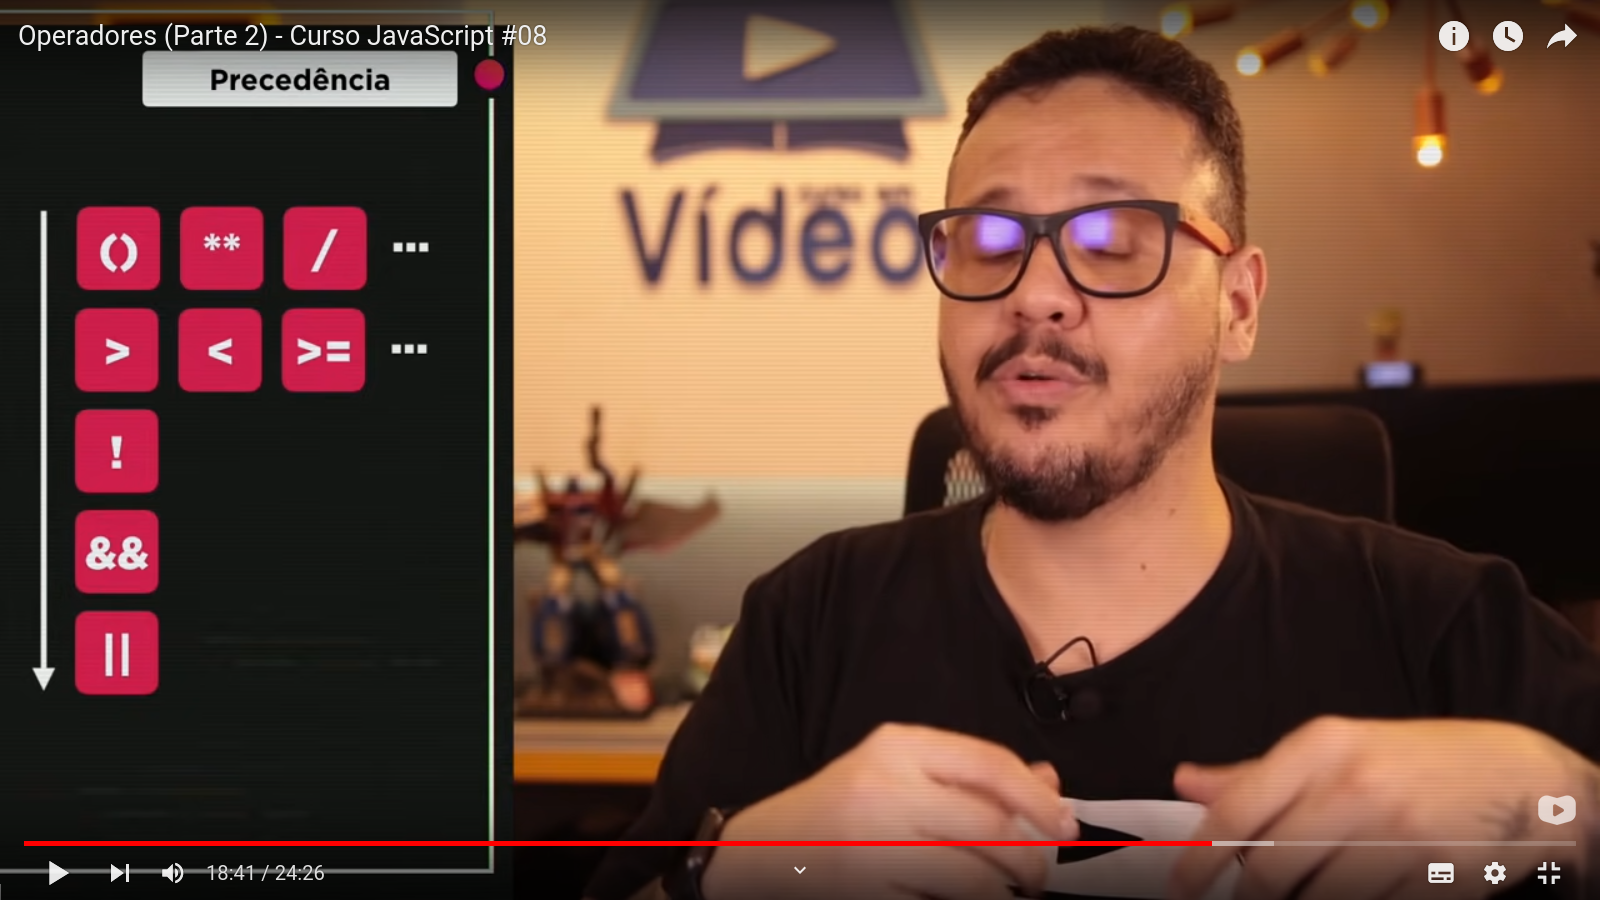 Operadores (Parte 2) - Curso JavaScript #08
Precedência
() ** / ...
> < >= ...
!
&&
||
Vídeo
18:41 / 24:26